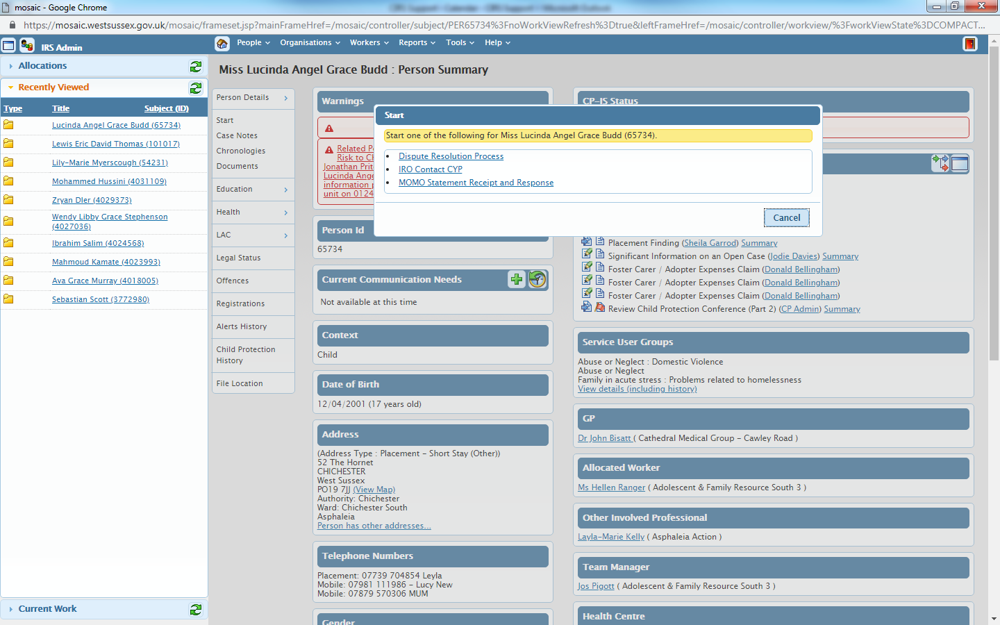 mosaic - Google Chrome
https://mosaic.westsussex.gov.uk/mosaic/frameset.jsp?mainFrameHref=/mosaic/controller/subject/PER65734%3FnoWorkViewRefresh%3Dtrue&leftFrameHref=/mosaic/controller/workview/%3FworkViewState%3DCOMPACT...
IRS Admin
People
Organisations
Workers
Reports
Tools
Help
Allocations
Recently Viewed
Type Title Subject (ID)
Lucinda Angel Grace Budd (65734)
Lewis Eric David Thomas (101017)
Lily-Marie Myerscough (54231)
Mohammed Hussini (4031109)
Zryan Dler (4029373)
Wendy Libby Grace Stephenson
(4027036)
Ibrahim Salim (4024568)
Mahmoud Kamate (4023993)
Ava Grace Murray (4018005)
Sebastian Scott (3772980)
Current Work
Miss Lucinda Angel Grace Budd : Person Summary
Person Details
Start
Case Notes
Chronologies
Documents
Education
Health
LAC
Legal Status
Offences
Registrations
Alerts History
Child Protection
History
File Location
Warnings
Related P
Risk to C
Jonathan Prit
Lucinda Ange
information p
unit on 0124
Start
Start one of the following for Miss Lucinda Angel Grace Budd (65734).
Dispute Resolution Process
IRO Contact CYP
MOMO Statement Receipt and Response
Cancel
Person Id
65734
Current Communication Needs
Not available at this time
Context
Child
Date of Birth
12/04/2001 (17 years old)
Address
(Address Type : Placement - Short Stay (Other))
52 The Hornet
CHICHESTER
West Sussex
PO19 7JJ (View Map)
Authority: Chichester
Ward: Chichester South
Asphaleia
Person has other addresses...
Telephone Numbers
Placement: 07739 704854 Leyla
Mobile: 07981 111986 - Lucy New
Mobile: 07879 570306 MUM
Gender
CP-IS Status
Placement Finding (Sheila Garrod) Summary
Significant Information on an Open Case (Jodie Davies) Summary
Foster Carer / Adopter Expenses Claim (Donald Bellingham)
Foster Carer / Adopter Expenses Claim (Donald Bellingham)
Foster Carer / Adopter Expenses Claim (Donald Bellingham)
Review Child Protection Conference (Part 2) (CP Admin) Summary
Service User Groups
Abuse or Neglect : Domestic Violence
Abuse or Neglect
Family in acute stress : Problems related to homelessness
View details (including history)
GP
Dr John Bisatt ( Cathedral Medical Group - Cawley Road )
Allocated Worker
Ms Hellen Ranger ( Adolescent & Family Resource South 3 )
Other Involved Professional
Layla-Marie Kelly ( Asphaleia Action )
Team Manager
Jos Pigott ( Adolescent & Family Resource South 3 )
Health Centre